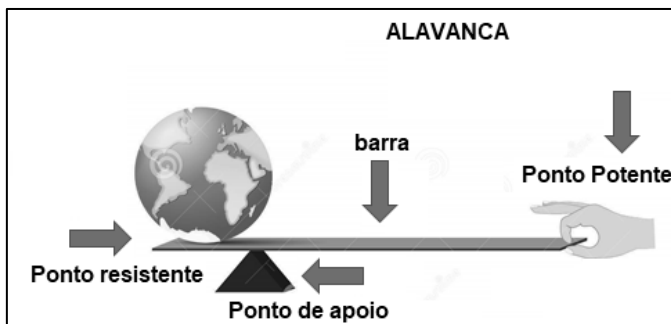 ALAVANCA
barra
Ponto Potente
Ponto resistente
Ponto de apoio